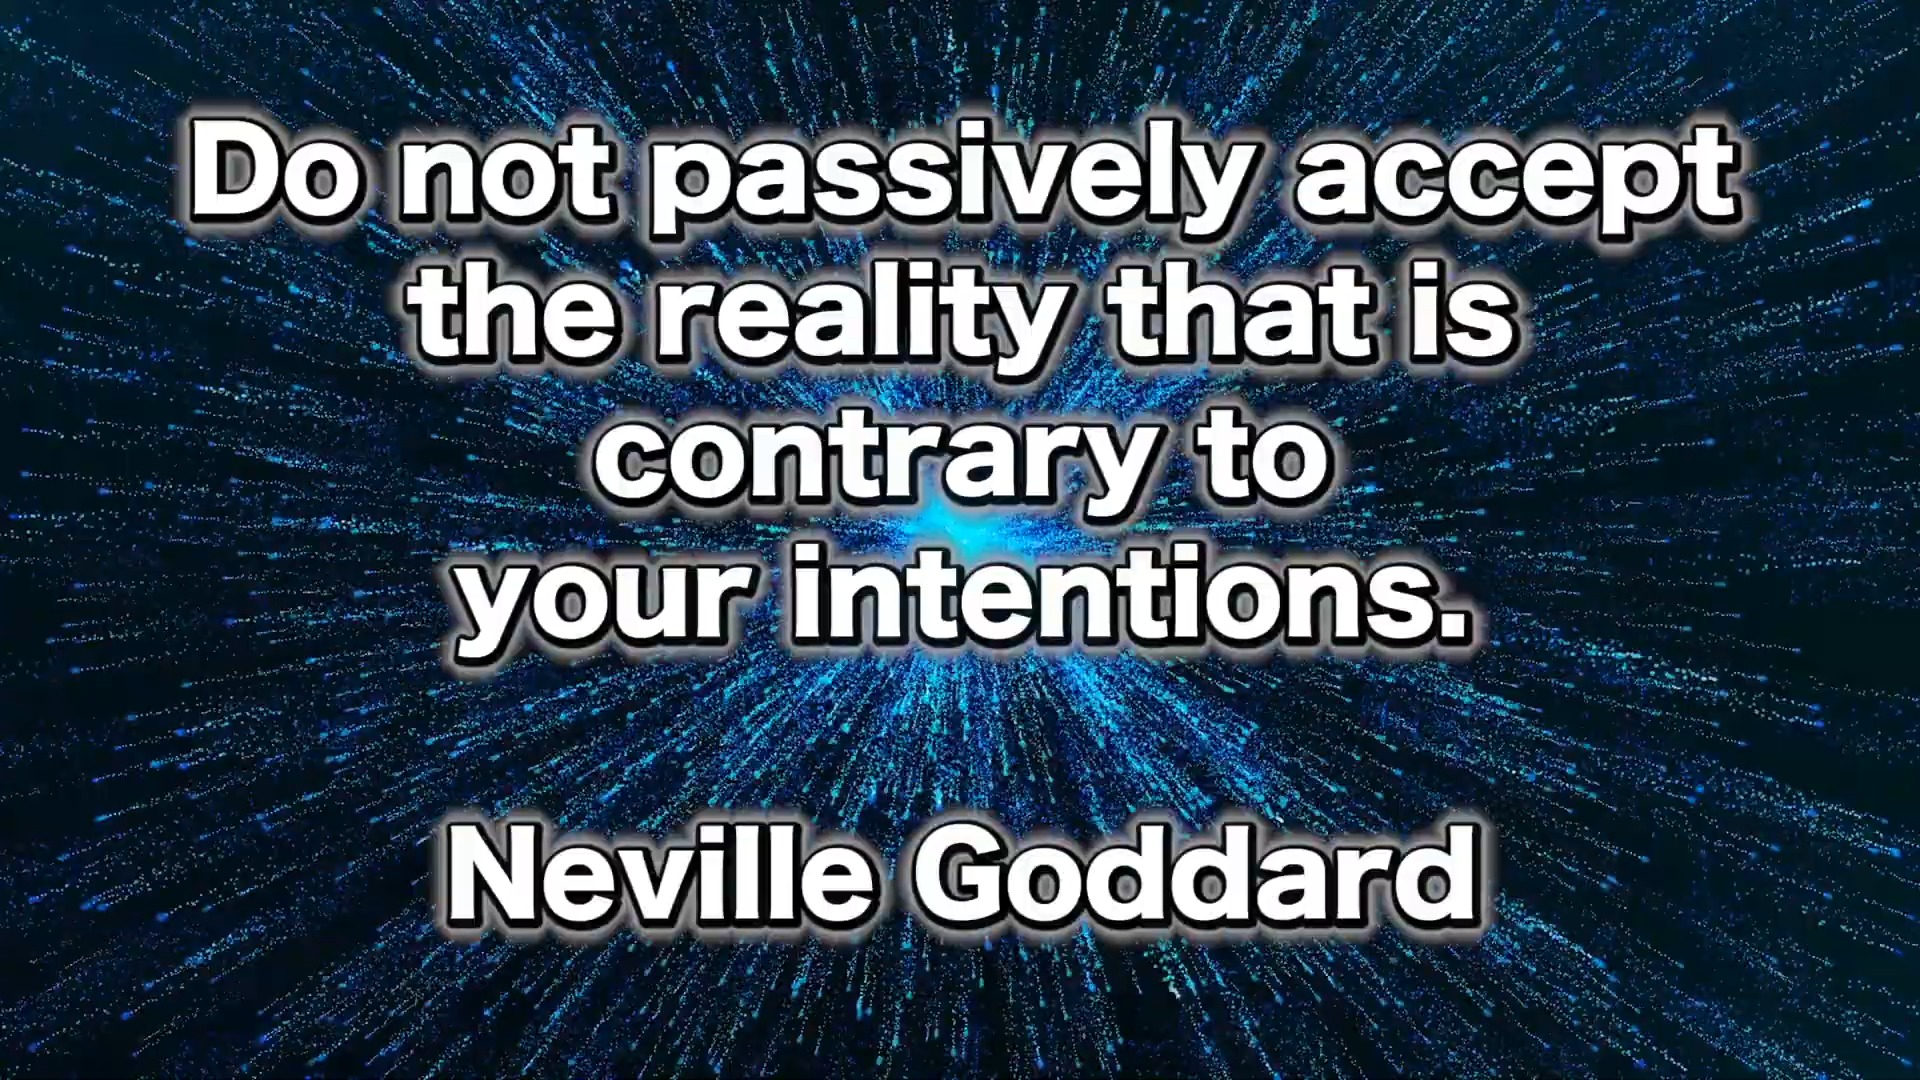 Do not passively accept
the reality that is
contrary to
your intentions.
Neville Goddard